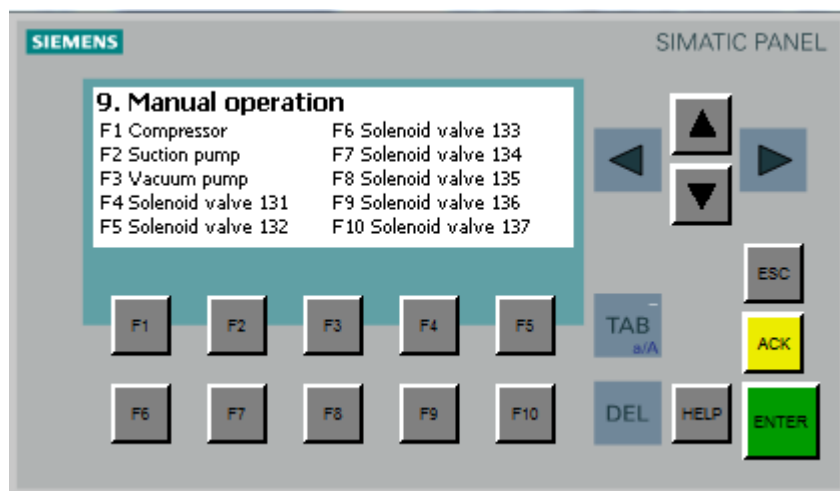 SIEMENS
SIMATIC PANEL
9. Manual operation
F1 Compressor
F2 Suction pump
F3 Vacuum pump
F4 Solenoid valve 131
F5 Solenoid valve 132
F6 Solenoid valve 133
F7 Solenoid valve 134
F8 Solenoid valve 135
F9 Solenoid valve 136
F10 Solenoid valve 137
ESC
F1 F2 F3 F4 F5
TAB
a/A
ACK
F6 F7 F8 F9 F10
DEL HELP ENTER